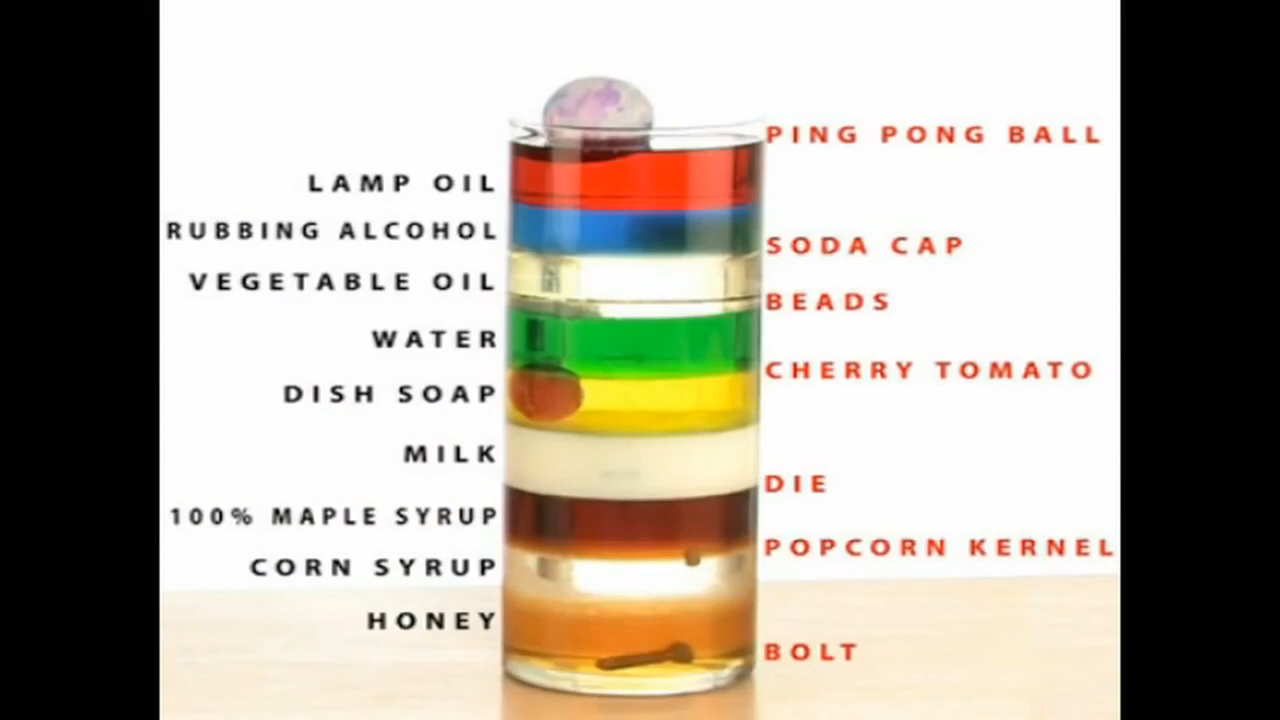 PING PONG BALL
LAMP OIL
RUBBING ALCOHOL
SODA CAP
VEGETABLE OIL
BEADS
WATER
CHERRY TOMATO
DISH SOAP
MILK
DIE
100% MAPLE SYRUP
POPCORN KERNEL
CORN SYRUP
HONEY
BOLT